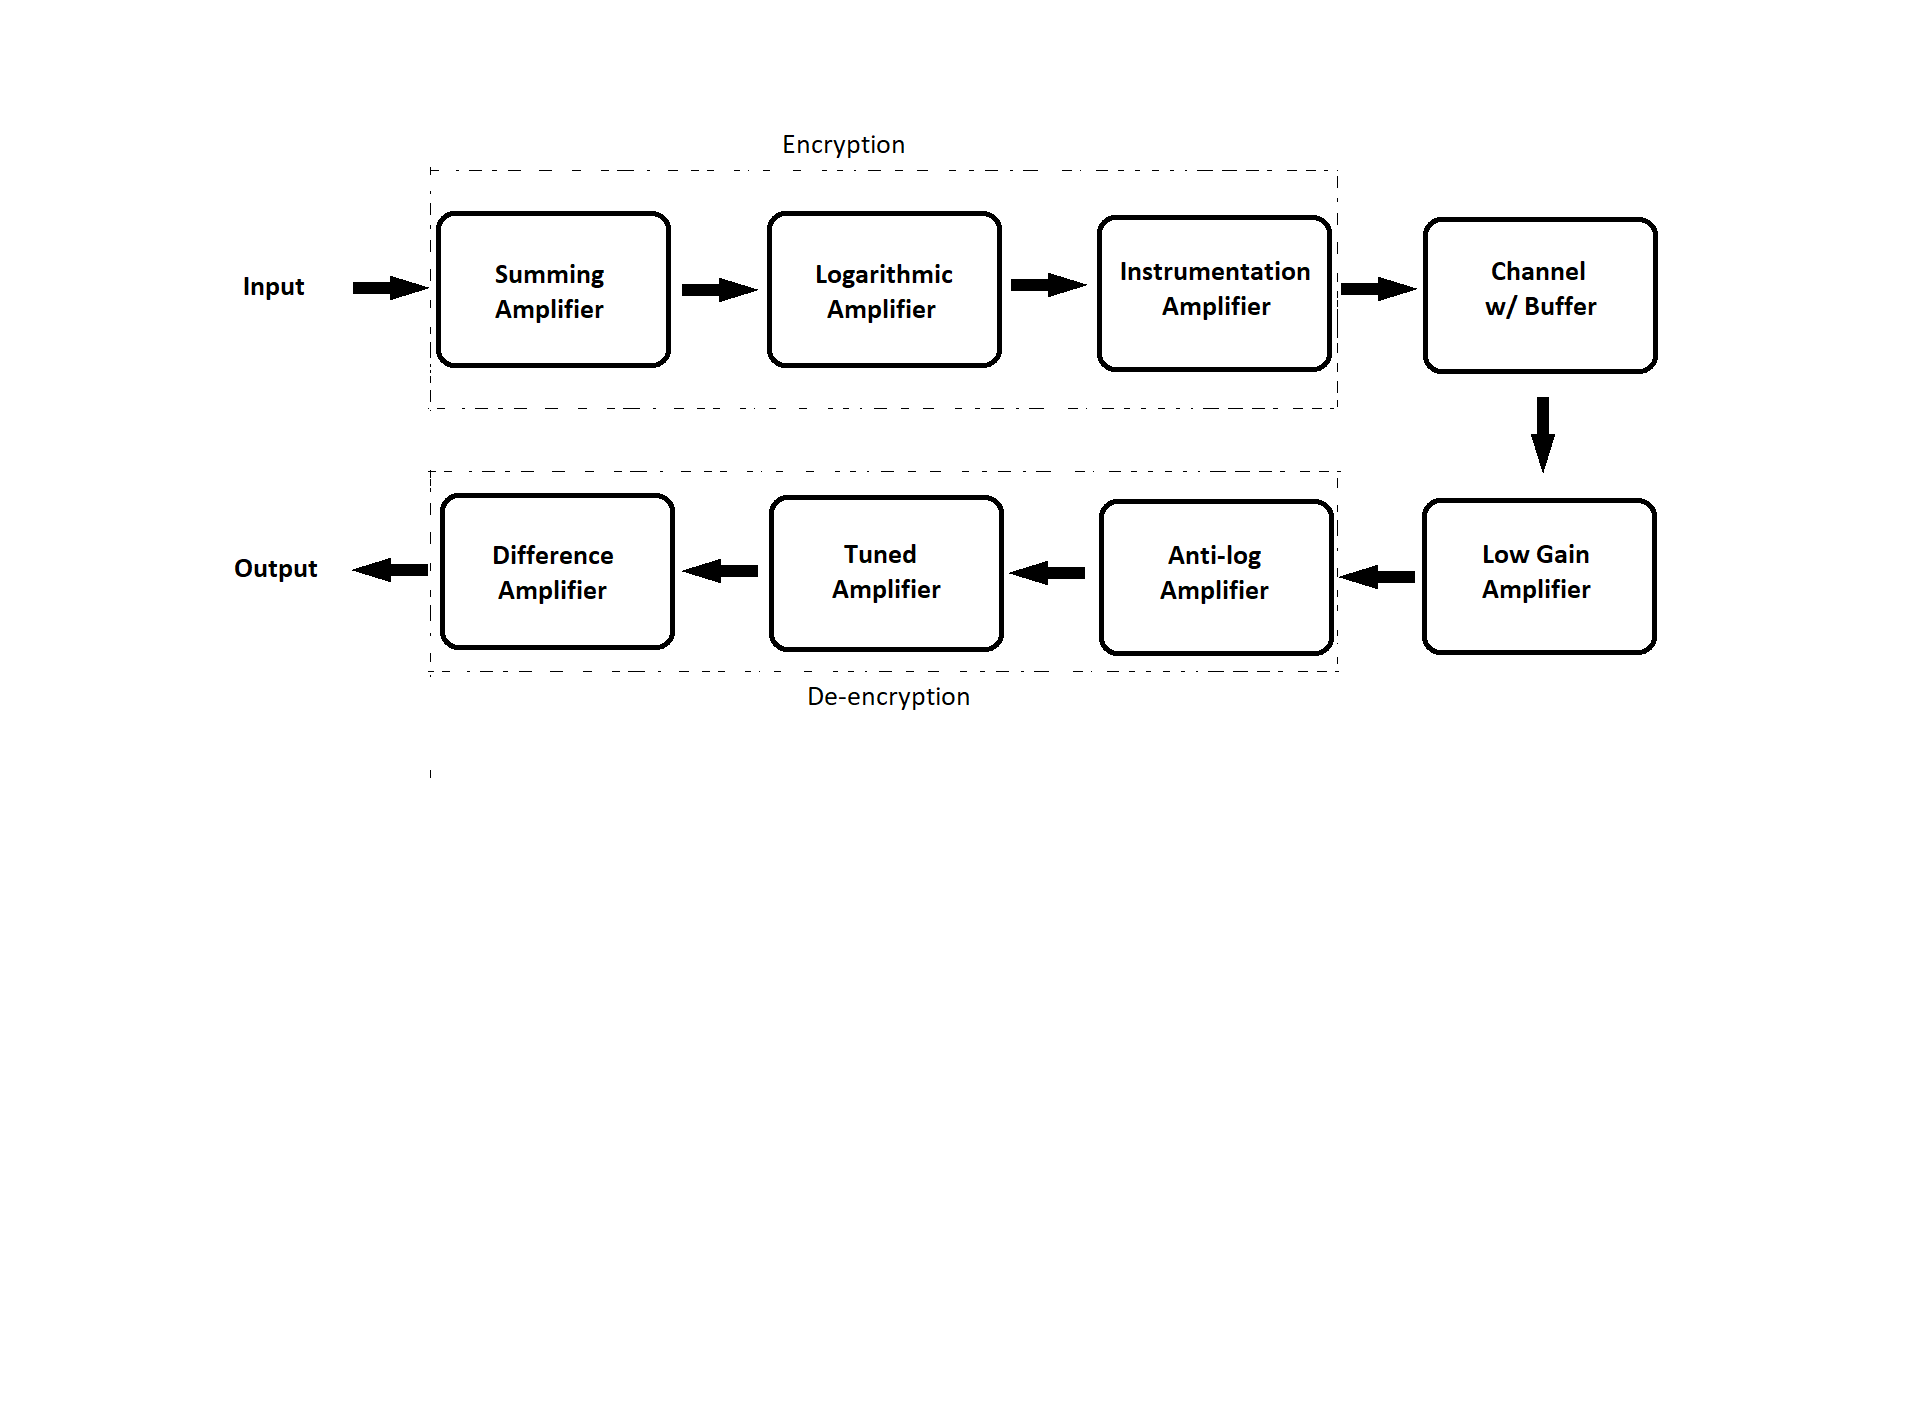 Encryption
Input
Summing
Amplifier
Logarithmic
Amplifier
Instrumentation
Amplifier
Channel
w/ Buffer
Output
Difference
Amplifier
Tuned
Amplifier
Anti-log
Amplifier
Low Gain
Amplifier
De-encryption